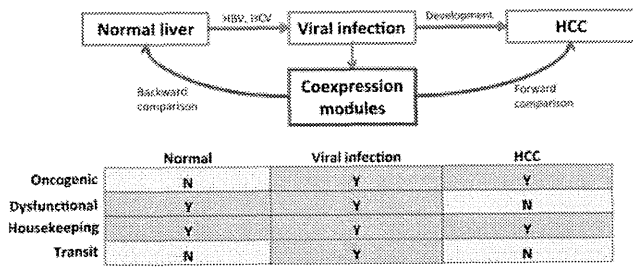 Normal liver HBV, HCV Viral infection Development HCC
Backward comparison Coexpression modules Forward comparison
Normal Viral infection HCC
Oncogenic N Y Y
Dysfunctional Y Y N
Housekeeping Y Y Y
Transit N Y N